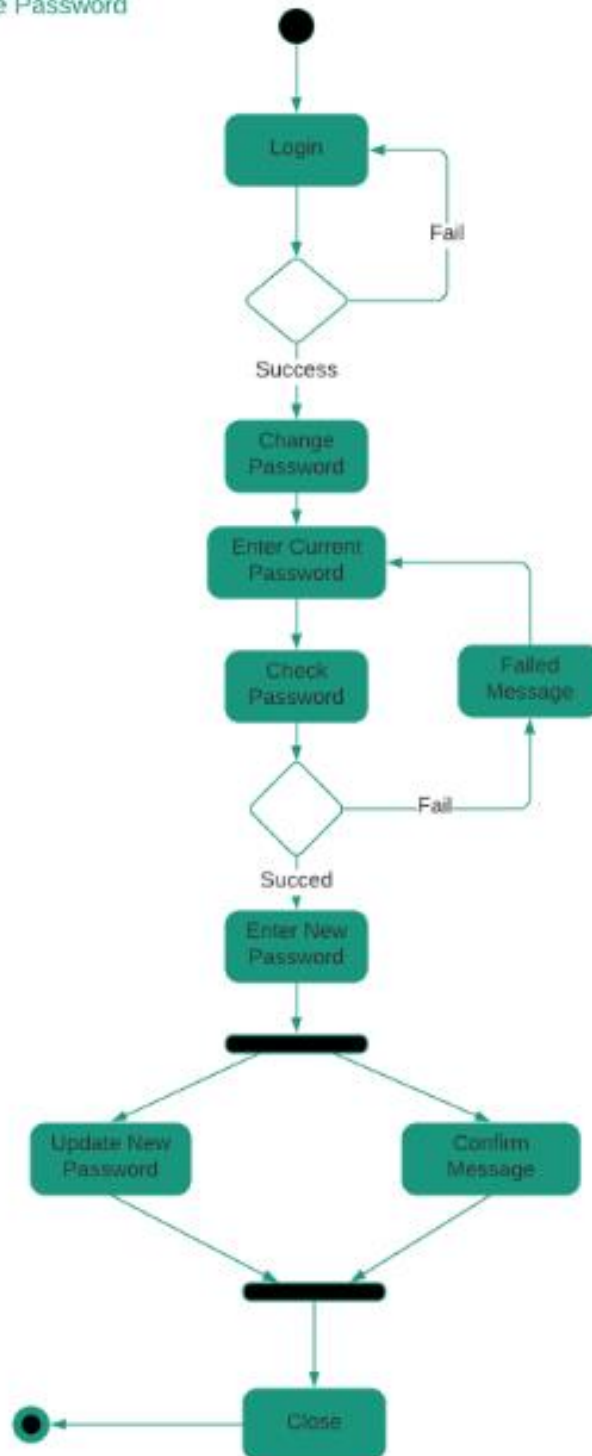 e Password
Login
Fail
Success
Change
Password
Enter Current
Password
Check
Password
Failed
Message
Fail
Succed
Enter New
Password
Update New
Password
Confirm
Message
Close